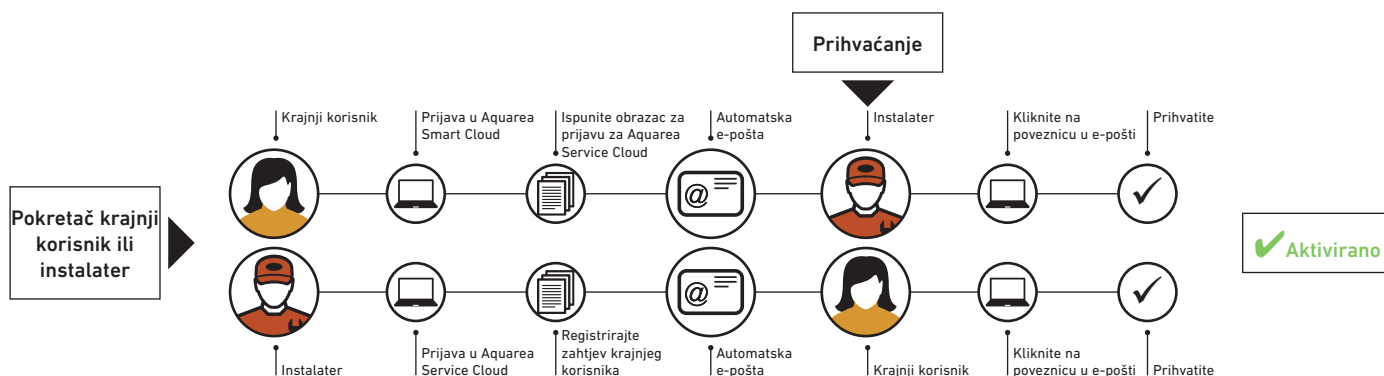 Prihvaćanje
Krajnji korisnik
Prijava u Aquarea
Smart Cloud
Ispunite obrazac za
prijavu za Aquarea
Service Cloud
Automatska
e-pošta
Instalater
Kliknite na
poveznicu u e-pošti
Prihvatite
Pokretač krajnji
korisnik ili
instalater
@
@
Aktivirano
Instalater
Prijava u Aquarea
Service Cloud
Registrirajte
zahtjev krajnjeg
korisnika
Automatska
e-pošta
Krajnji korisnik
Kliknite na
poveznicu u e-pošti
Prihvatite